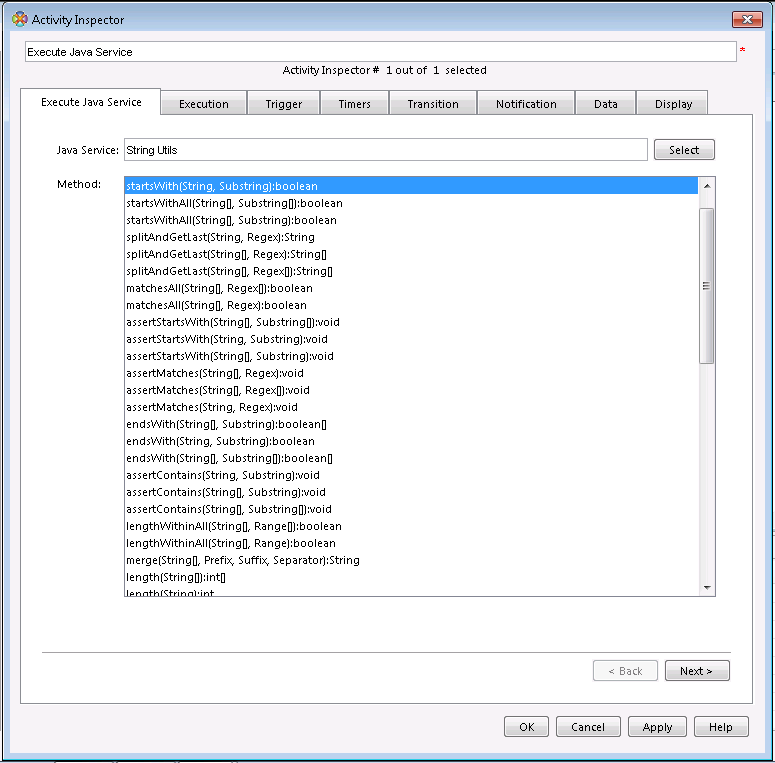 Activity Inspector
Execute Java Service
*
Activity Inspector # 1 out of 1 selected
Execute Java Service Execution Trigger Timers Transition Notification Data Display
Java Service: String Utils Select
Method:
startsWith(String, Substring):boolean
startsWithAll(String[], Substring[]):boolean
startsWithAll(String[], Substring):boolean
splitAndGetLast(String, Regex):String
splitAndGetLast(String[], Regex):String[]
splitAndGetLast(String[], Regex[]):String[]
matchesAll(String[], Regex[]):boolean
matchesAll(String[], Regex):boolean
assertStartsWith(String[], Substring[]):void
assertStartsWith(String, Substring):void
assertStartsWith(String[], Substring):void
assertMatches(String[], Regex):void
assertMatches(String[], Regex[]):void
assertMatches(String, Regex):void
endsWith(String[], Substring):boolean[]
endsWith(String, Substring):boolean
endsWith(String[], Substring[]):boolean[]
assertContains(String, Substring):void
assertContains(String[], Substring):void
assertContains(String[], Substring[]):void
lengthWithinAll(String[], Range[]):boolean
lengthWithinAll(String[], Range):boolean
merge(String[], Prefix, Suffix, Separator):String
length(String[]):int[]
length(String):int
< Back Next >
OK Cancel Apply Help